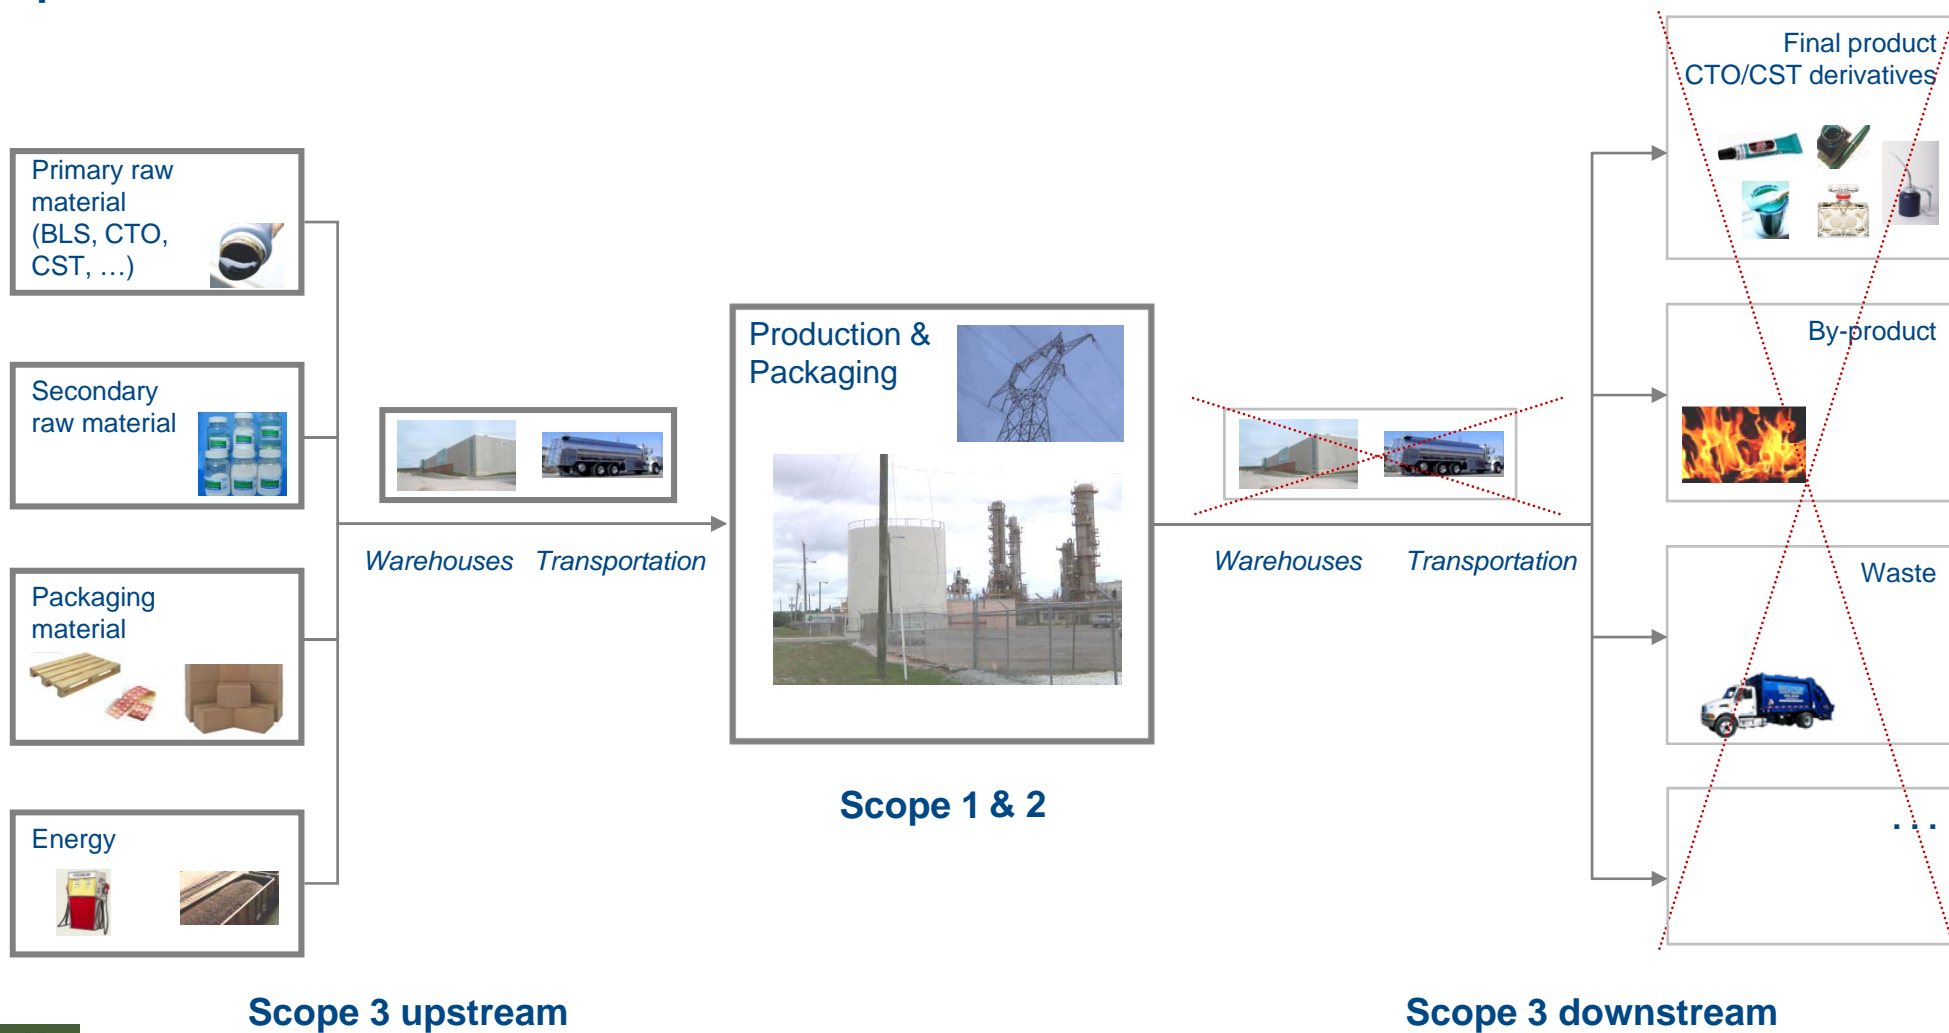 Primary raw
material
(BLS, CTO,
CST, …)
Secondary
raw material
Packaging
material
Energy
Warehouses
Transportation
Scope 3 upstream
Production &
Packaging
Scope 1 & 2
Warehouses
Transportation
Final product
CTO/CST derivatives
By-product
Waste
. . .
Scope 3 downstream